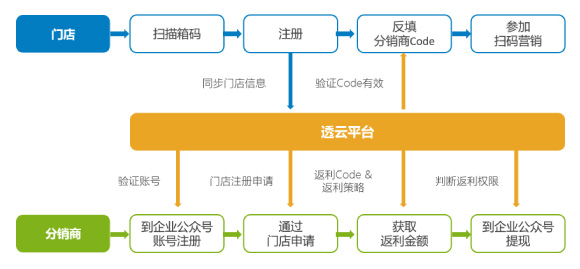 门店
扫描箱码
注册
反填
分销商Code
参加
扫码营销
同步门店信息
验证Code有效
透云平台
验证账号
门店注册申请
返利Code &
返利策略
判断返利权限
分销商
到企业公众号
账号注册
通过
门店申请
获取
返利金额
到企业公众号
提现